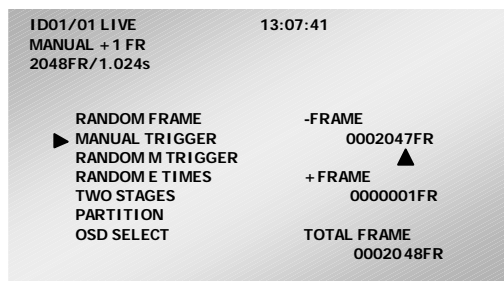 ID01/01 LIVE 13:07:41
MANUAL +1 FR
2048FR/1.024s
RANDOM FRAME -FRAME
MANUAL TRIGGER 0002047FR
RANDOM M TRIGGER
RANDOM E TIMES +FRAME
TWO STAGES 0000001FR
PARTITION
OSD SELECT TOTAL FRAME
0002048FR